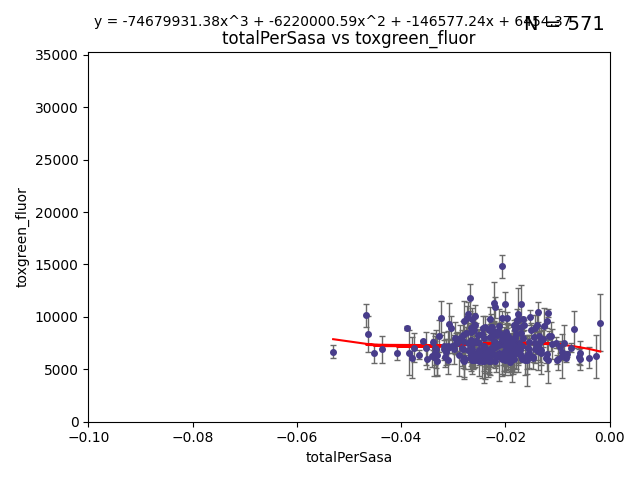 y = -74679931.38x^3 + -6220000.59x^2 + -146577.24x + 6454.37
N = 571
totalPerSasa vs toxgreen_fluor
35000
30000
25000
20000
15000
10000
5000
0
toxgreen_fluor
−0.10
−0.08
−0.06
−0.04
−0.02
0.00
totalPerSasa